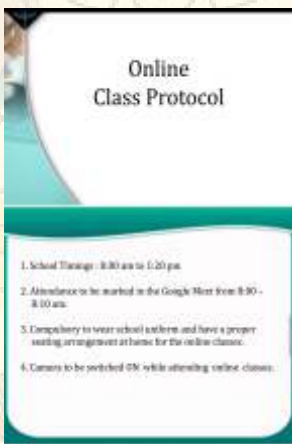 Online
Class Protocol
1. School Timings : 8:00 am to 1:20 pm
2. Attendance to be marked in the Google Meet from 8:00 –
8:10 am.
3. Compulsory to wear school uniform and have a proper
seating arrangement at home for the online classes.
4. Camera to be switched ON while attending online classes.